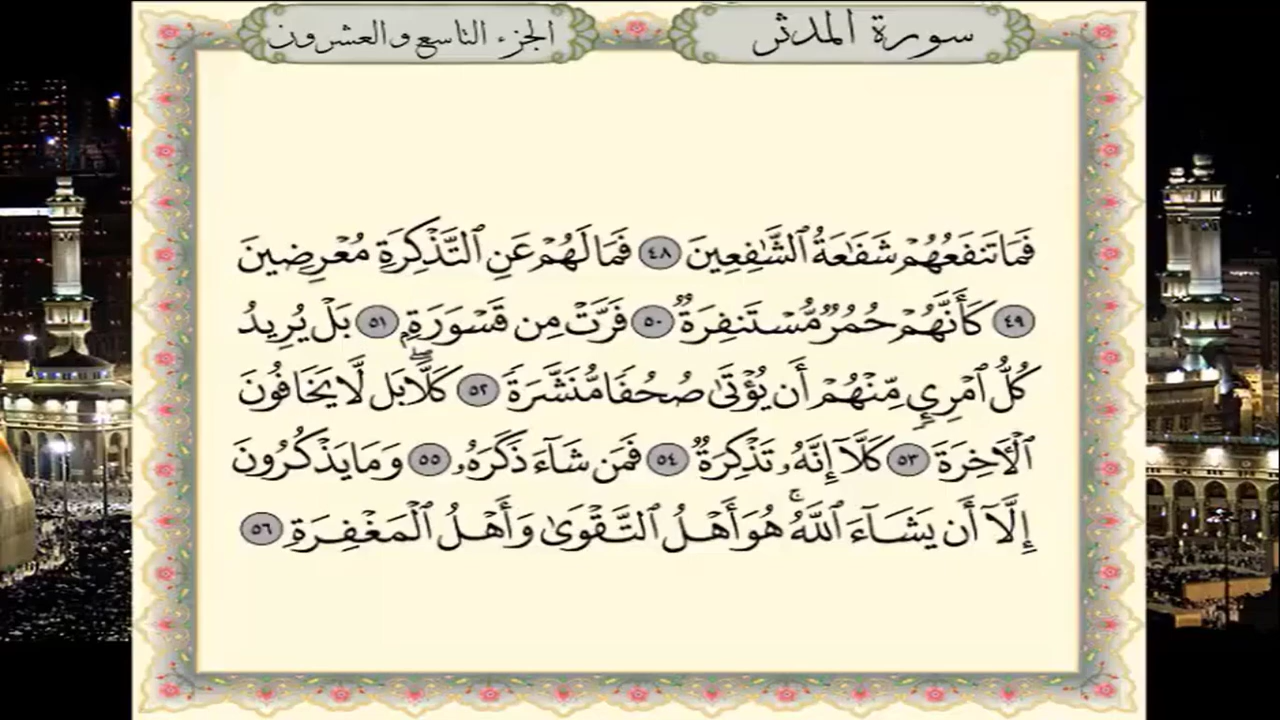 سورة المدثر
الجزء التاسع والعشرون
فَمَا تَنفَعُهُمْ شَفَٰعَةُ ٱلشَّٰفِعِينَ ٤٨ فَمَا لَهُمْ عَنِ ٱلتَّذْكِرَةِ مُعْرِضِينَ
٤٩ كَأَنَّهُمْ حُمُرٌ مُّسْتَنفِرَةٌ ٥٠ فَرَّتْ مِن قَسْوَرَةٍۭ ٥١ بَلْ يُرِيدُ
كُلُّ ٱمْرِئٍ مِّنْهُمْ أَن يُؤْتَىٰ صُحُفًا مُّنَشَّرَةً ٥٢ كَلَّاۖ بَل لَّا يَخَافُونَ
ٱلْأَخِرَةَ ٥٣ كَلَّآ إِنَّهُۥ تَذْكِرَةٌ ٥٤ فَمَن شَآءَ ذَكَرَهُۥ ٥٥ وَمَا يَذْكُرُونَ
إِلَّآ أَن يَشَآءَ ٱللَّهُۚ هُوَ أَهْلُ ٱلتَّقْوَىٰ وَأَهْلُ ٱلْمَغْفِرَةِ ٥٦